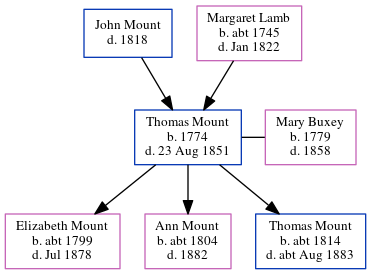 John Mount
d. 1818
Margaret Lamb
b. abt 1745
d. Jan 1822
Thomas Mount
b. 1774
d. 23 Aug 1851
Mary Buxey
b. 1779
d. 1858
Elizabeth Mount
b. abt 1799
d. Jul 1878
Ann Mount
b. abt 1804
d. 1882
Thomas Mount
b. abt 1814
d. abt Aug 1883